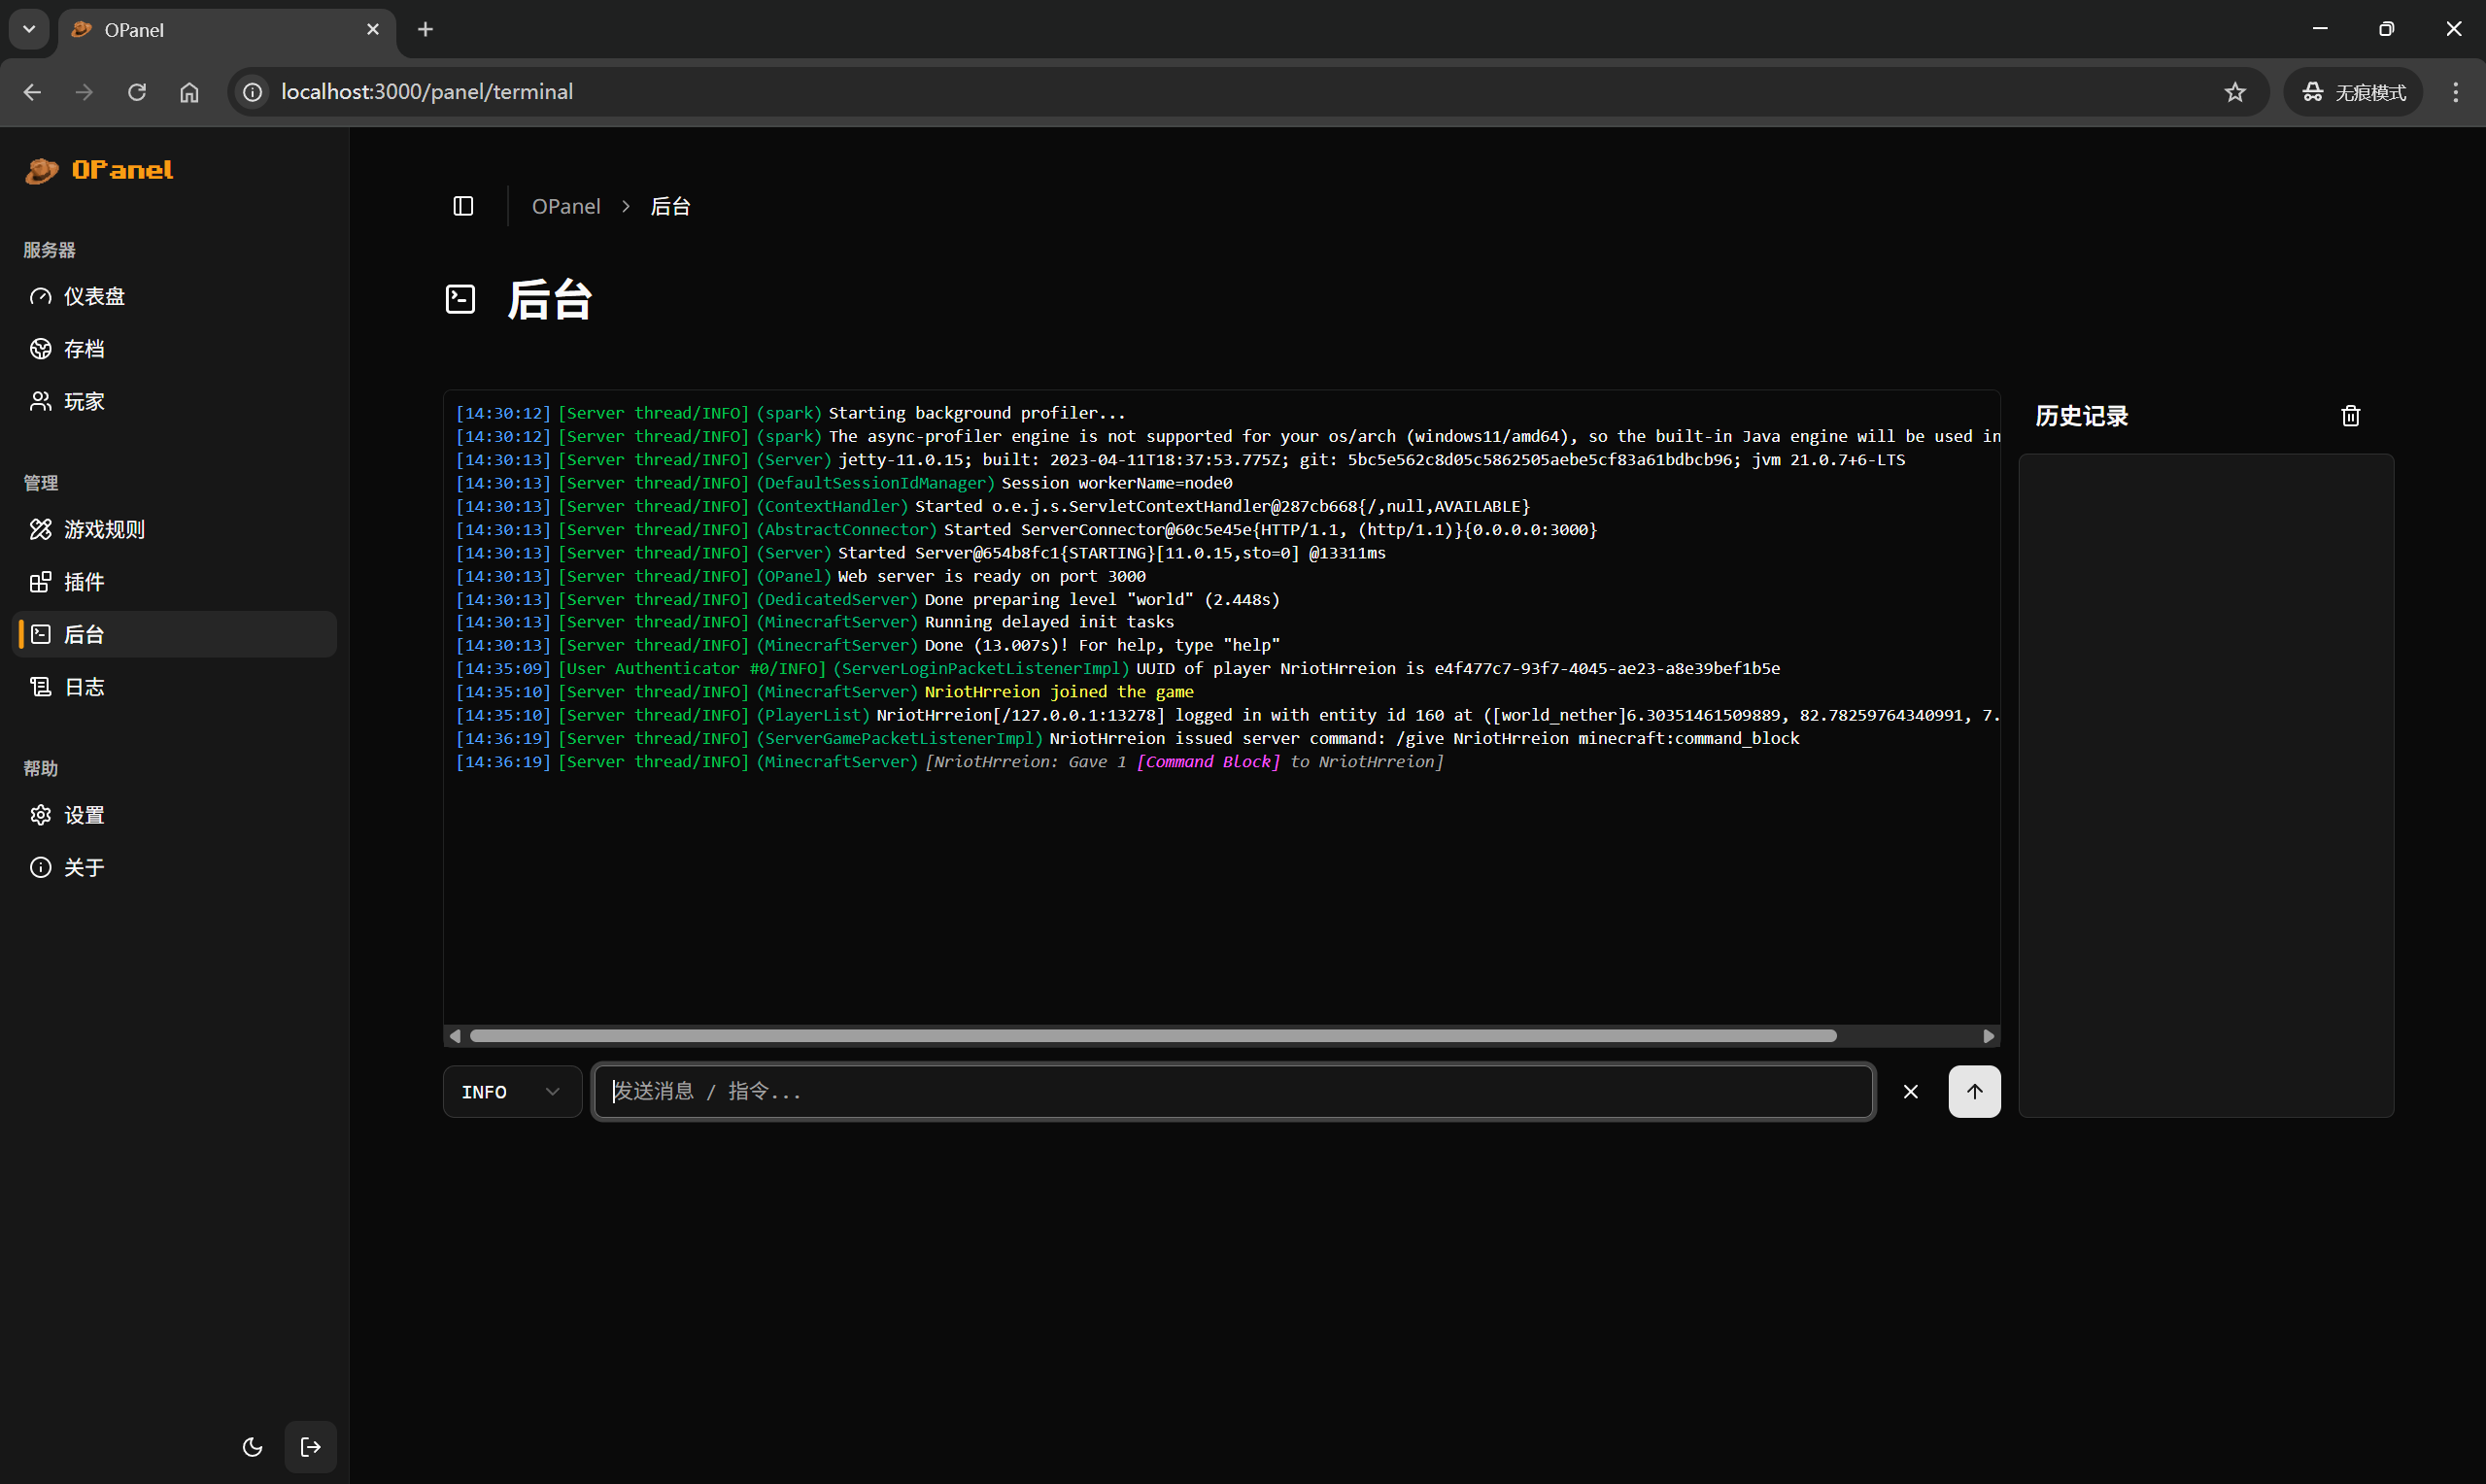 OPanel
localhost:3000/panel/terminal
无痕模式
OPanel
服务器
仪表盘
存档
玩家
管理
游戏规则
插件
后台
日志
帮助
设置
关于
OPanel > 后台
后台
[14:30:12] [Server thread/INFO] (spark) Starting background profiler...
[14:30:12] [Server thread/INFO] (spark) The async-profiler engine is not supported for your os/arch (windows11/amd64), so the built-in Java engine will be used in
[14:30:13] [Server thread/INFO] (Server) jetty-11.0.15; built: 2023-04-11T18:37:53.775Z; git: 5bc5e562c8d05c5862505aebe5cf83a61bdbcb96; jvm 21.0.7+6-LTS
[14:30:13] [Server thread/INFO] (DefaultSessionIdManager) Session workerName=node0
[14:30:13] [Server thread/INFO] (ContextHandler) Started o.e.j.s.ServletContextHandler@287cb668{/,null,AVAILABLE}
[14:30:13] [Server thread/INFO] (AbstractConnector) Started ServerConnector@60c5e45e{HTTP/1.1, (http/1.1)}{0.0.0.0:3000}
[14:30:13] [Server thread/INFO] (Server) Started Server@654b8fc1{STARTING}[11.0.15,sto=0] @13311ms
[14:30:13] [Server thread/INFO] (OPanel) Web server is ready on port 3000
[14:30:13] [Server thread/INFO] (DedicatedServer) Done preparing level "world" (2.448s)
[14:30:13] [Server thread/INFO] (MinecraftServer) Running delayed init tasks
[14:30:13] [Server thread/INFO] (MinecraftServer) Done (13.007s)! For help, type "help"
[14:35:09] [User Authenticator #0/INFO] (ServerLoginPacketListenerImpl) UUID of player NriotHrreion is e4f477c7-93f7-4045-ae23-a8e39bef1b5e
[14:35:10] [Server thread/INFO] (MinecraftServer) NriotHrreion joined the game
[14:35:10] [Server thread/INFO] (PlayerList) NriotHrreion[/127.0.0.1:13278] logged in with entity id 160 at ([world_nether]6.30351461509889, 82.78259764340991, 7.
[14:36:19] [Server thread/INFO] (ServerGamePacketListenerImpl) NriotHrreion issued server command: /give NriotHrreion minecraft:command_block
[14:36:19] [Server thread/INFO] (MinecraftServer) [NriotHrreion: Gave 1 [Command Block] to NriotHrreion]
历史记录
INFO
发送消息 / 指令...